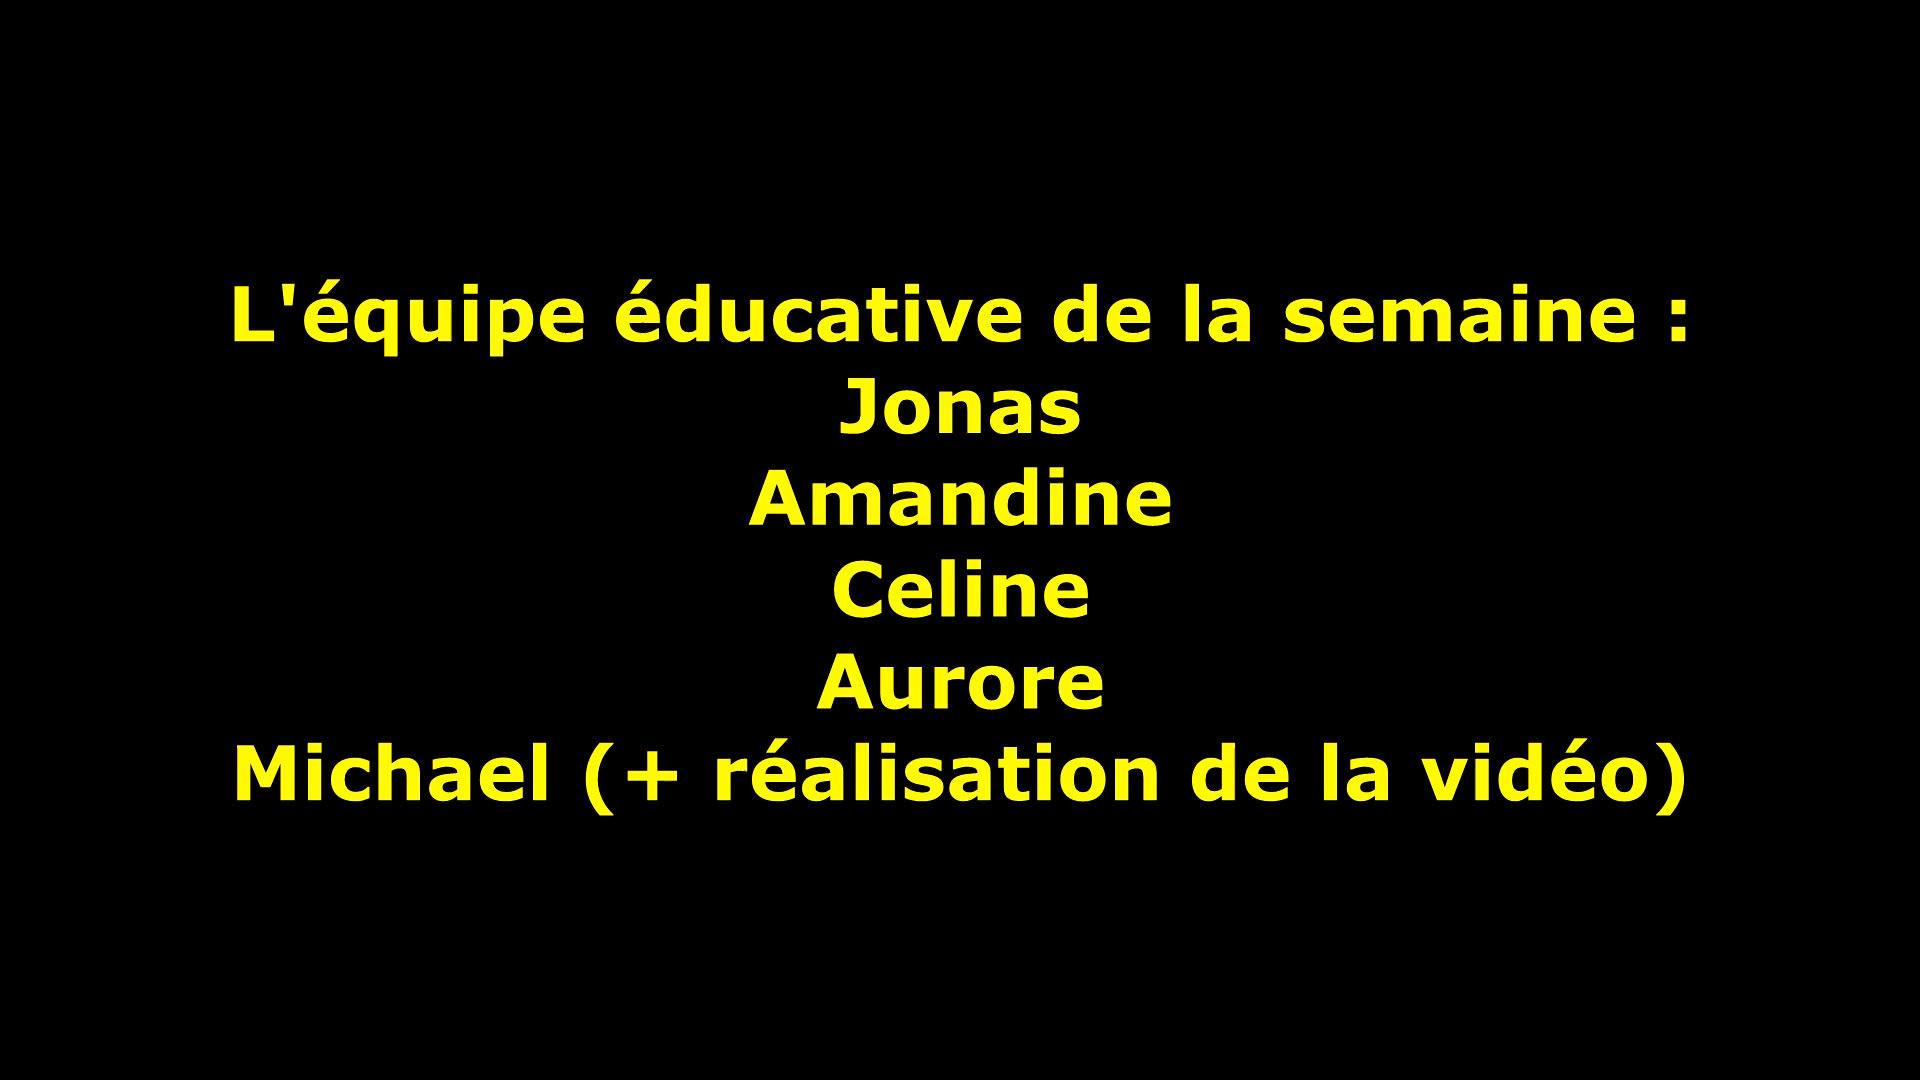 L'équipe éducative de la semaine :
Jonas
Amandine
Celine
Aurore
Michael (+ réalisation de la vidéo)